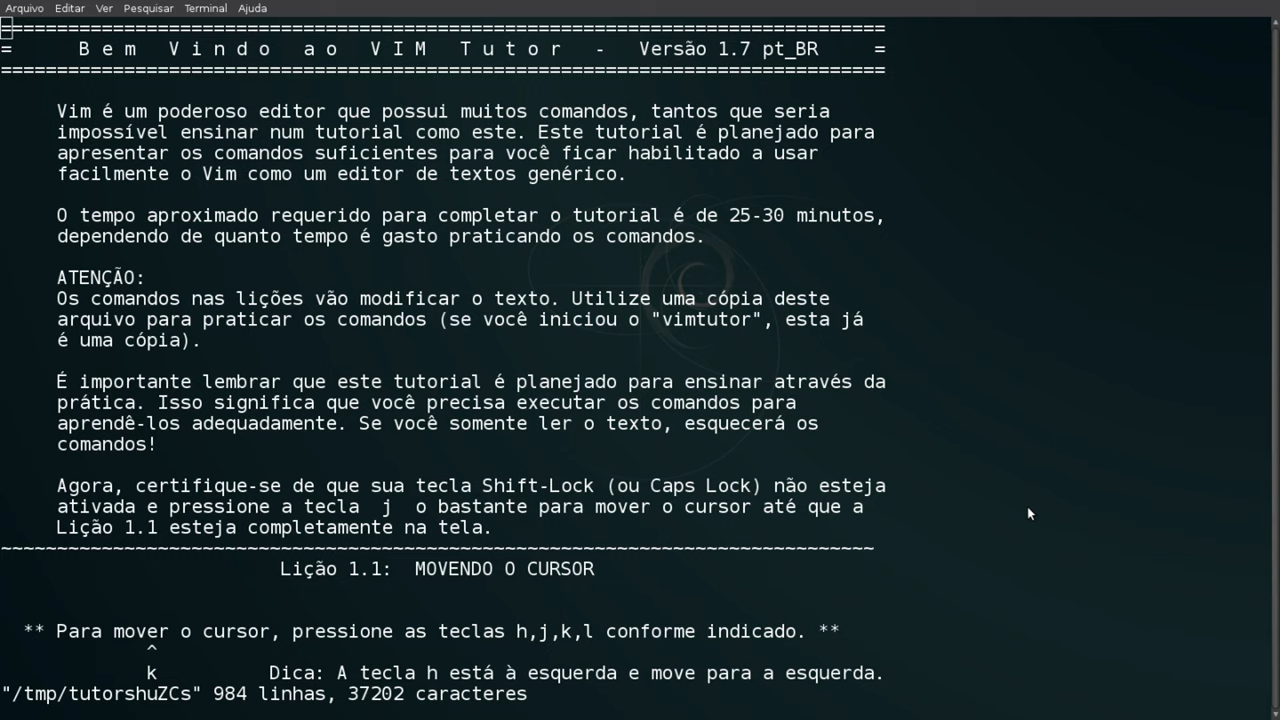 Arquivo Editar Ver Pesquisar Terminal Ajuda
===============================================================================
=      B e m   V i n d o   a o   V I M   T u t o r   -   Versão 1.7 pt_BR     =
===============================================================================
Vim é um poderoso editor que possui muitos comandos, tantos que seria
impossível ensinar num tutorial como este. Este tutorial é planejado para
apresentar os comandos suficientes para você ficar habilitado a usar
facilmente o Vim como um editor de textos genérico.
O tempo aproximado requerido para completar o tutorial é de 25-30 minutos,
dependendo de quanto tempo é gasto praticando os comandos.
ATENÇÃO:
Os comandos nas lições vão modificar o texto. Utilize uma cópia deste
arquivo para praticar os comandos (se você iniciou o "vimtutor", esta já
é uma cópia).
É importante lembrar que este tutorial é planejado para ensinar através da
prática. Isso significa que você precisa executar os comandos para
aprendê-los adequadamente. Se você somente ler o texto, esquecerá os
comandos!
Agora, certifique-se de que sua tecla Shift-Lock (ou Caps Lock) não esteja
ativada e pressione a tecla  j  o bastante para mover o cursor até que a
Lição 1.1 esteja completamente na tela.
~~~~~~~~~~~~~~~~~~~~~~~~~~~~~~~~~~~~~~~~~~~~~~~~~~~~~~~~~~~~~~~~~~~~~~~~~~~~~~
Lição 1.1:  MOVENDO O CURSOR
** Para mover o cursor, pressione as teclas h,j,k,l conforme indicado. **
^
k          Dica: A tecla h está à esquerda e move para a esquerda.
"/tmp/tutorshuZCs" 984 linhas, 37202 caracteres